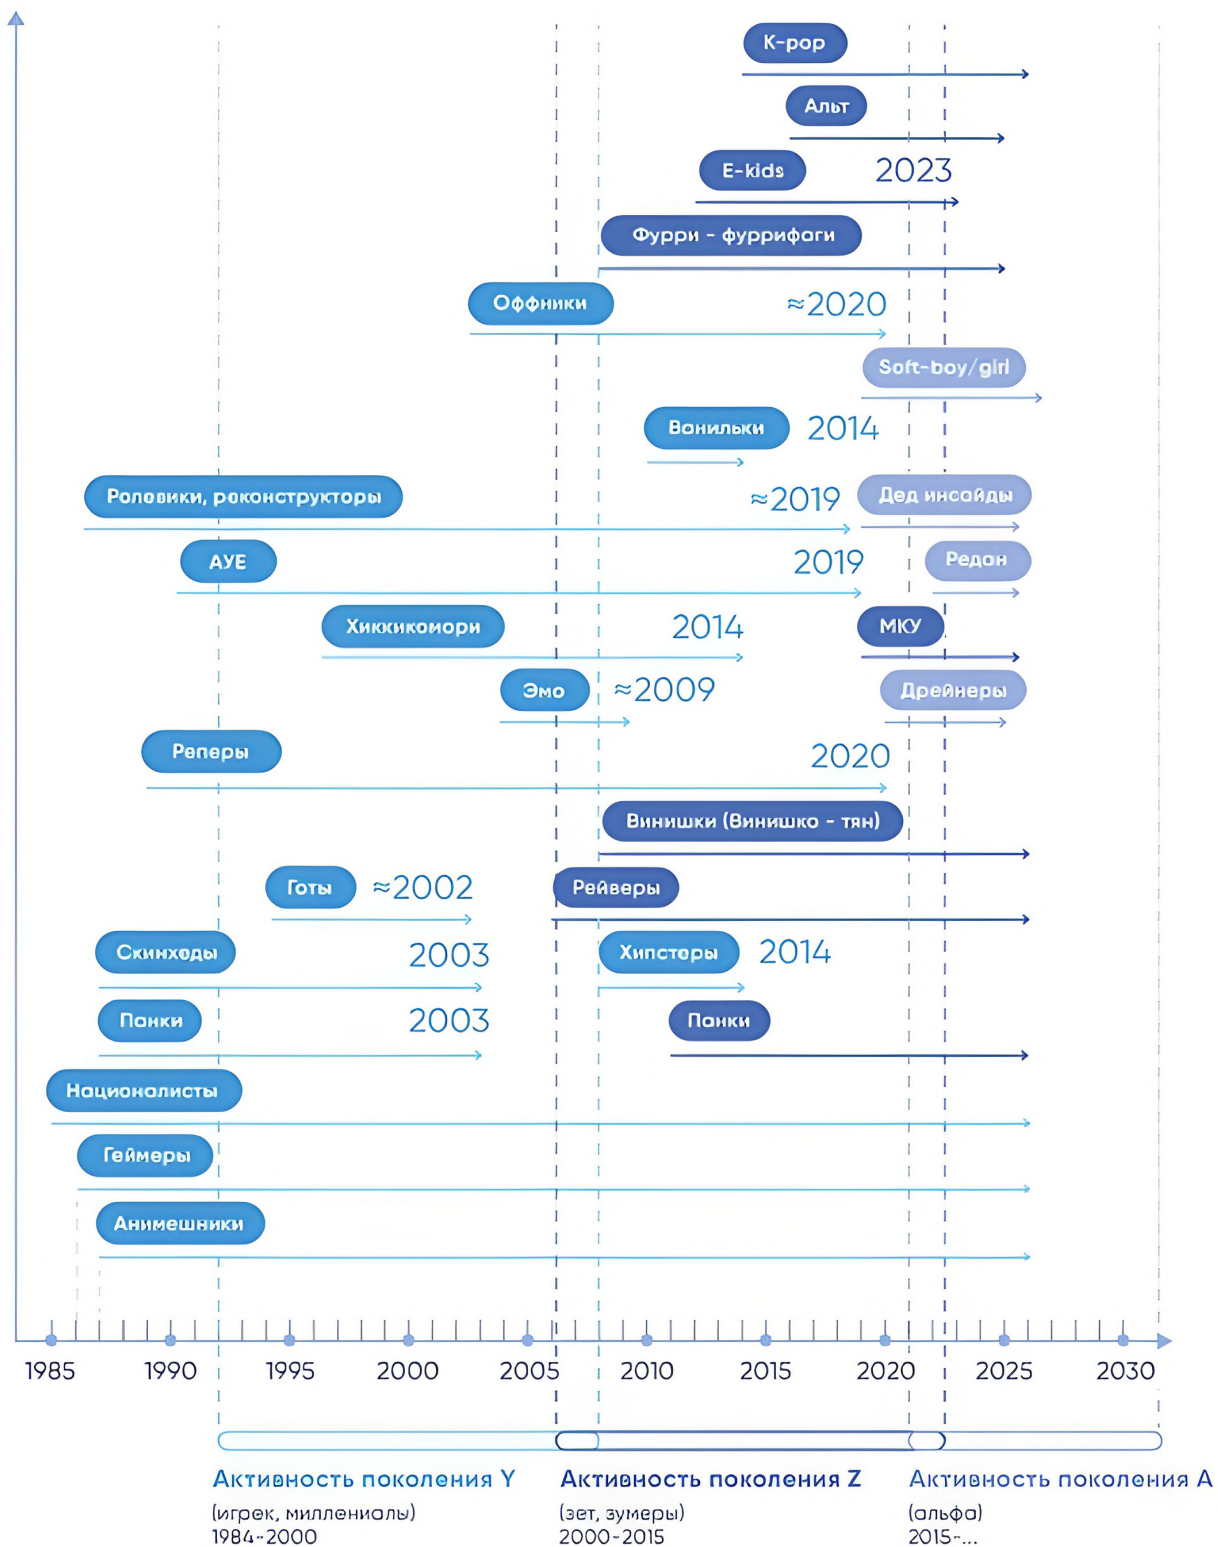 K-pop
Альт
E-kids 2023
Фурри - фуррифаги
Оффники ≈2020
Soft-boy/girl
Ванильки 2014
Ролевики, реконструкторы ≈2019 Дед инсайды
АУЕ 2019 Редан
Хиккикомори 2014 МКУ
Эмо ≈2009 Дрейнеры
Реперы 2020
Винишки (Винишко - тян)
Готы ≈2002 Рейверы
Скинхеды 2003 Хипстеры 2014
Панки 2003 Панки
Националисты
Геймеры
Анимешники
1985 1990 1995 2000 2005 2010 2015 2020 2025 2030
Активность поколения Y
(игрек, миллениалы)
1984-2000
Активность поколения Z
(зет, зумеры)
2000-2015
Активность поколения А
(альфа)
2015-...